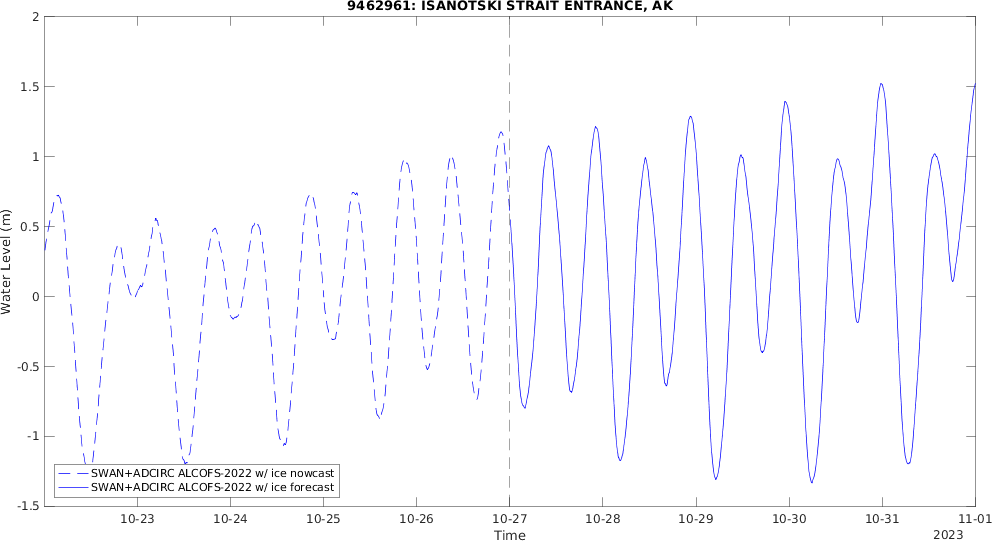 9462961: ISANOTSKI STRAIT ENTRANCE, AK
2
1.5
1
0.5
0
-0.5
-1
-1.5
Water Level (m)
SWAN+ADCIRC ALCOFS-2022 w/ ice nowcast
SWAN+ADCIRC ALCOFS-2022 w/ ice forecast
10-23 10-24 10-25 10-26 10-27 10-28 10-29 10-30 10-31 11-01
Time
2023